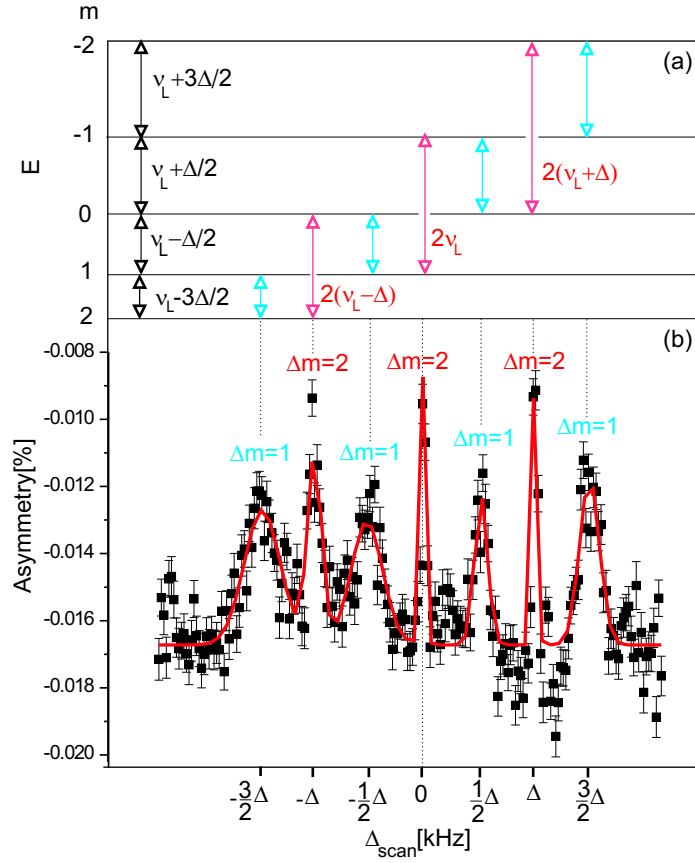 m
(a)
-2
ν_L+3Δ/2
-1
E
ν_L+Δ/2
2(ν_L+Δ)
0
ν_L−Δ/2
2ν_L
1
ν_L-3Δ/2
2(ν_L−Δ)
2
(b)
-0.008
Δm=2
Δm=2
Δm=2
-0.010
Δm=1
Δm=1
Δm=1
-0.012
Asymmetry[%]
-0.014
-0.016
-0.018
-0.020
-3/2Δ
-Δ
-1/2Δ
0
1/2Δ
Δ
3/2Δ
Δ_scan[kHz]